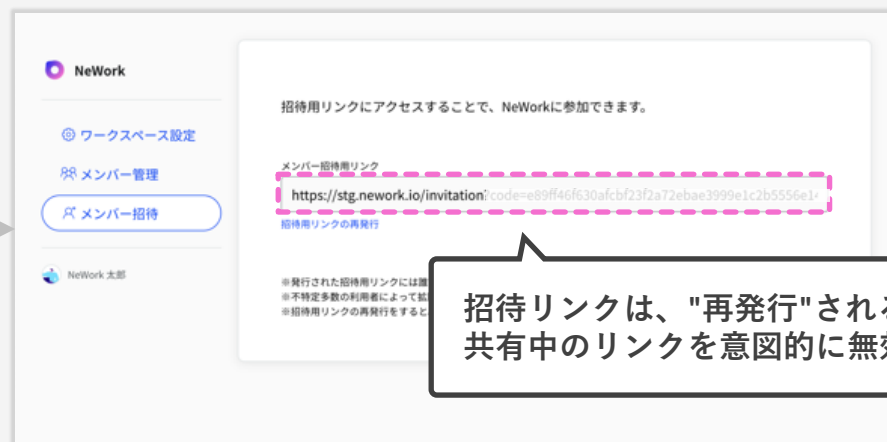 NeWork
ワークスペース設定
メンバー管理
メンバー招待
NeWork 太郎
招待用リンクにアクセスすることで、NeWorkに参加できます。
メンバー招待用リンク
https://stg.nework.io/invitation?code=e89ff46f630afcbf23f2a72ebae3999e1c2b5556e14
招待用リンクの再発行
※発行された招待用リンクには誰
※不特定多数の利用者によって拡
※招待用リンクの再発行をすると、
招待リンクは、"再発行"される
共有中のリンクを意図的に無効